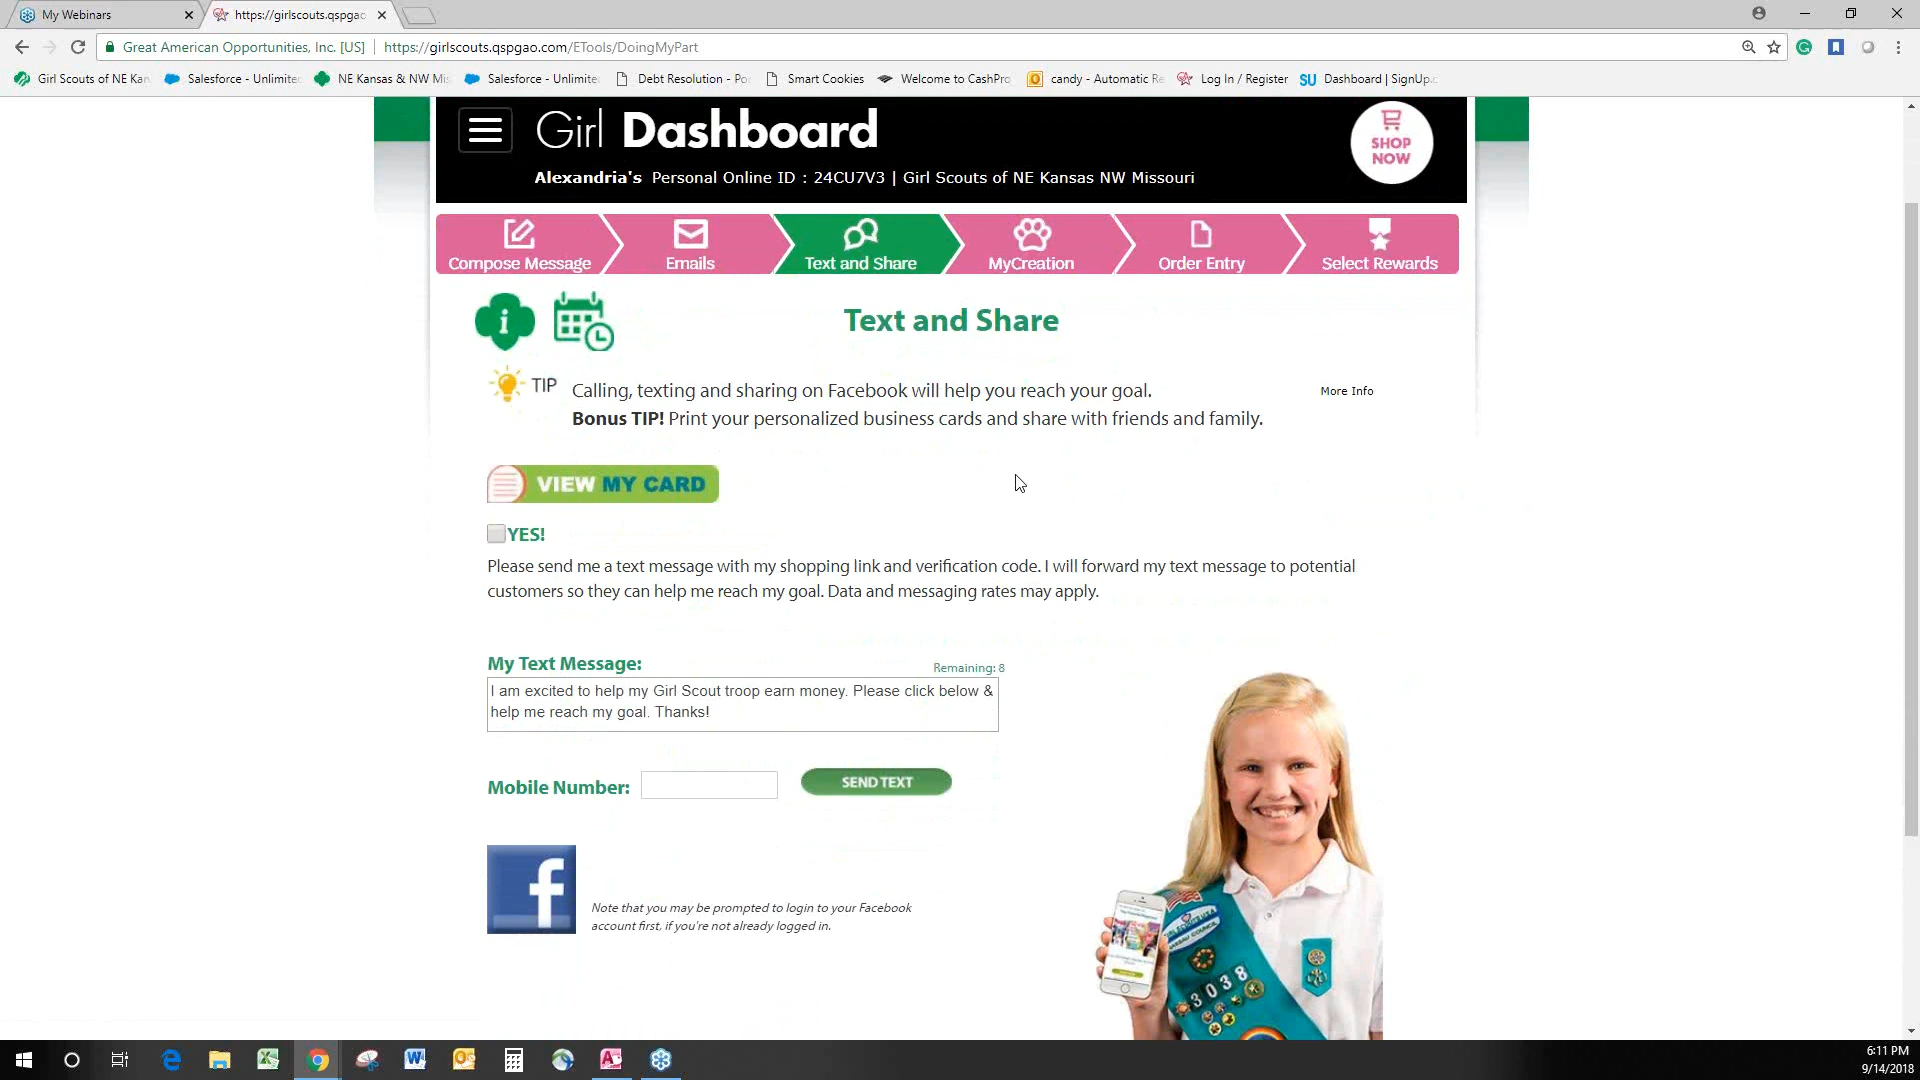 My Webinars
https://girlscouts.qspgao
Great American Opportunities, Inc. [US] | https://girlscouts.qspgao.com/ETools/DoingMyPart
Girl Scouts of NE Kan
Salesforce - Unlimite
NE Kansas & NW Mis
Salesforce - Unlimite
Debt Resolution - Po
Smart Cookies
Welcome to CashPro
candy - Automatic Re
Log In / Register
SU Dashboard | SignUp.
Girl Dashboard
SHOP
NOW
Alexandria's Personal Online ID : 24CU7V3 | Girl Scouts of NE Kansas NW Missouri
Compose Message
Emails
Text and Share
MyCreation
Order Entry
Select Rewards
Text and Share
TIP
Calling, texting and sharing on Facebook will help you reach your goal.
More Info
Bonus TIP! Print your personalized business cards and share with friends and family.
VIEW MY CARD
YES!
Please send me a text message with my shopping link and verification code. I will forward my text message to potential
customers so they can help me reach my goal. Data and messaging rates may apply.
My Text Message:
Remaining: 8
I am excited to help my Girl Scout troop earn money. Please click below &
help me reach my goal. Thanks!
Mobile Number:
SEND TEXT
Note that you may be prompted to login to your Facebook
account first, if you're not already logged in.
3038
6:11 PM
9/14/2018